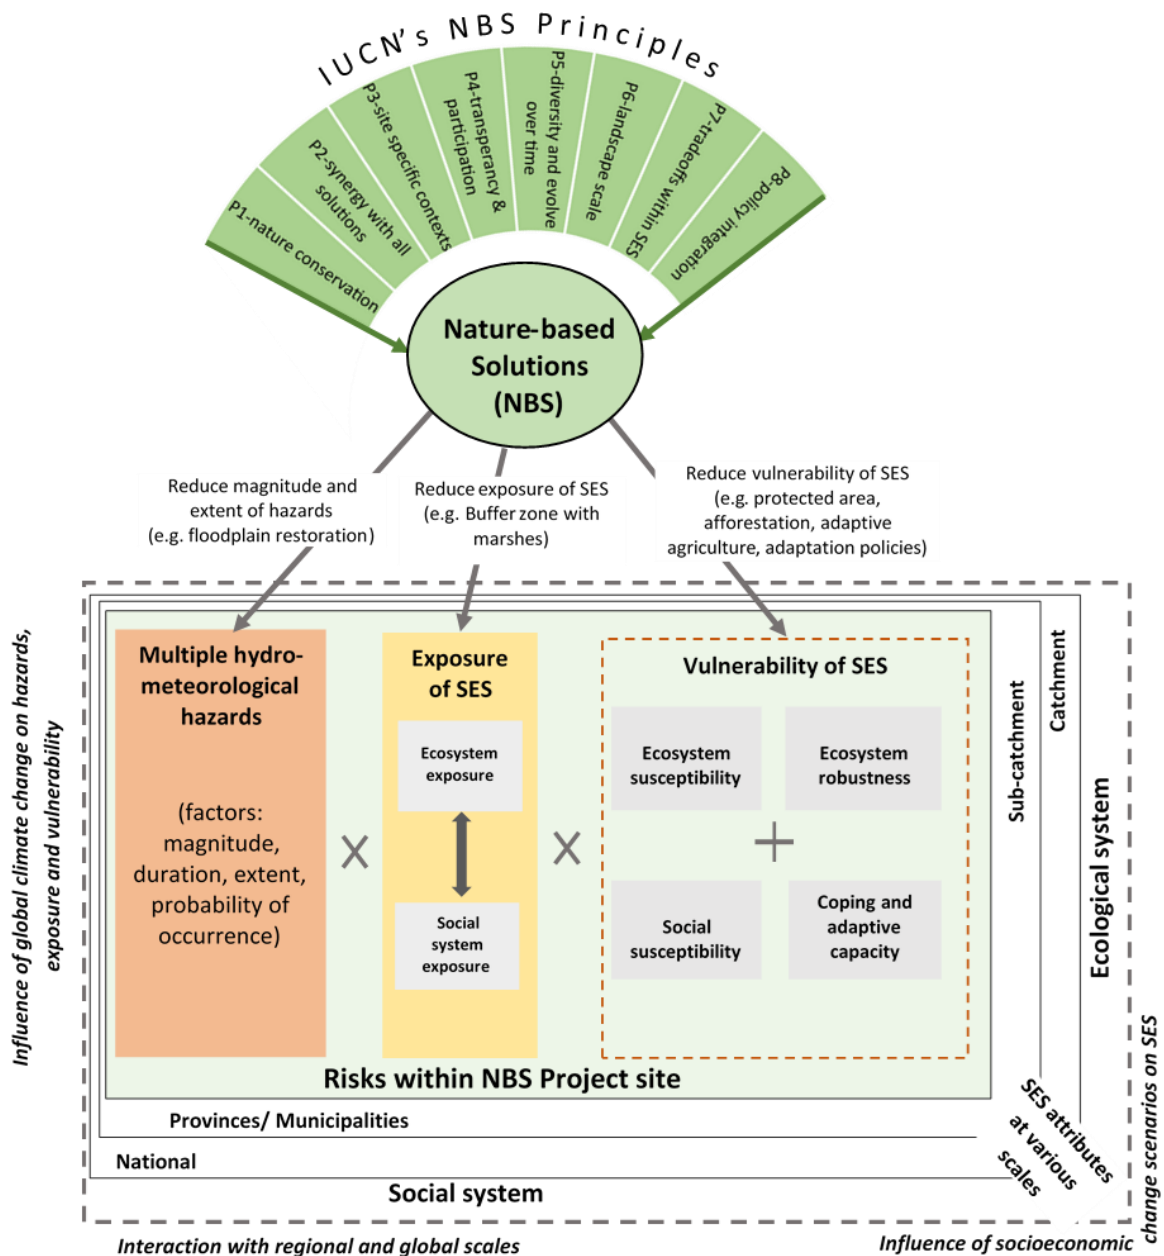 IUCN's NBS Principles
P1-nature conservation
P2-synergy with all
solutions
P3-site specific contexts
P4-transperancy &
participation
P5-diversity and evolve
over time
P6-landscape scale
P7-tradeoffs within SES
P8-policy integration
Nature-based
Solutions
(NBS)
Reduce magnitude and
extent of hazards
(e.g. floodplain restoration)
Reduce exposure of SES
(e.g. Buffer zone with
marshes)
Reduce vulnerability of SES
(e.g. protected area,
afforestation, adaptive
agriculture, adaptation policies)
Influence of global climate change on hazards,
exposure and vulnerability
Multiple hydro-
meteorological
hazards
(factors:
magnitude,
duration, extent,
probability of
occurrence)
×
Exposure
of SES
Ecosystem
exposure
Social
system
exposure
×
Vulnerability of SES
Ecosystem
susceptibility
Ecosystem
robustness
+
Social
susceptibility
Coping and
adaptive
capacity
Risks within NBS Project site
Sub-catchment
Catchment
Ecological system
Provinces/ Municipalities
National
Social system
SES attributes
at various
scales
Interaction with regional and global scales
Influence of socioeconomic
change scenarios on SES